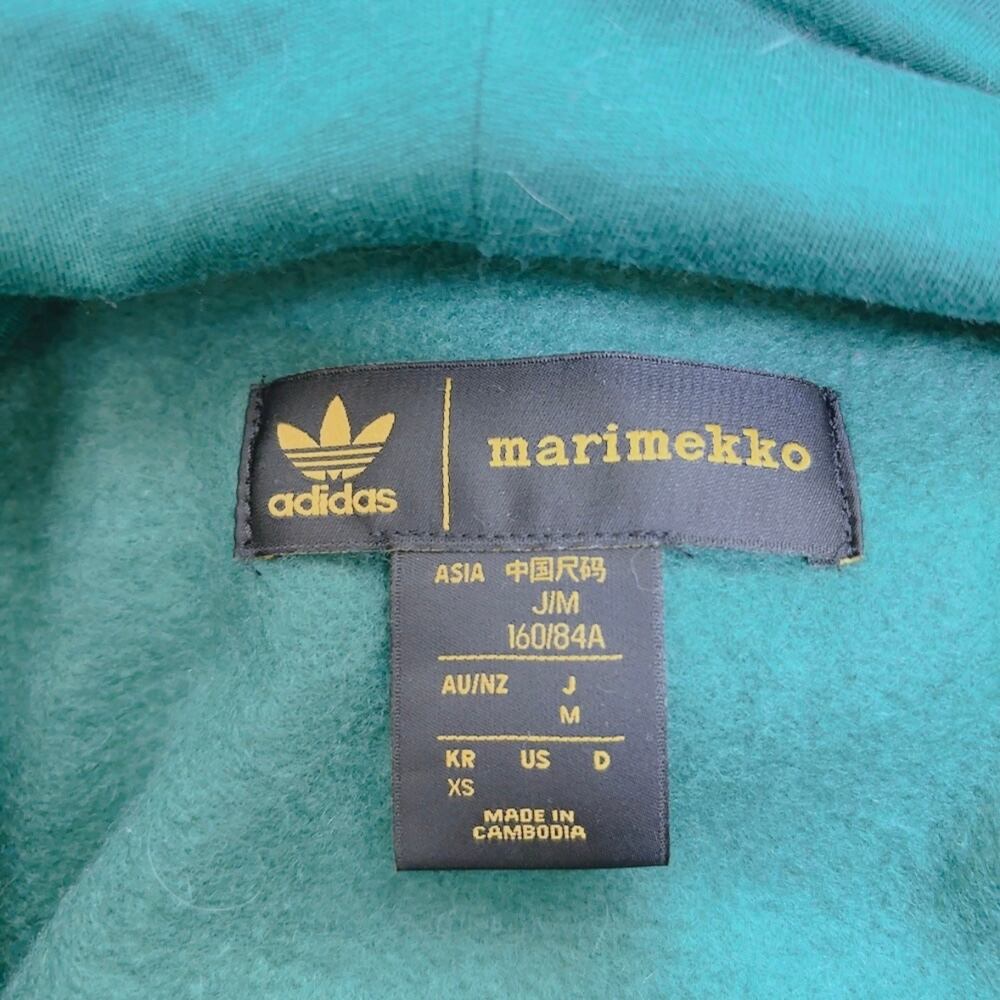 adidas
marimekko
ASIA 中国尺码
J/M
160/84A
AU/NZ J
M
KR US D
XS
MADE IN
CAMBODIA